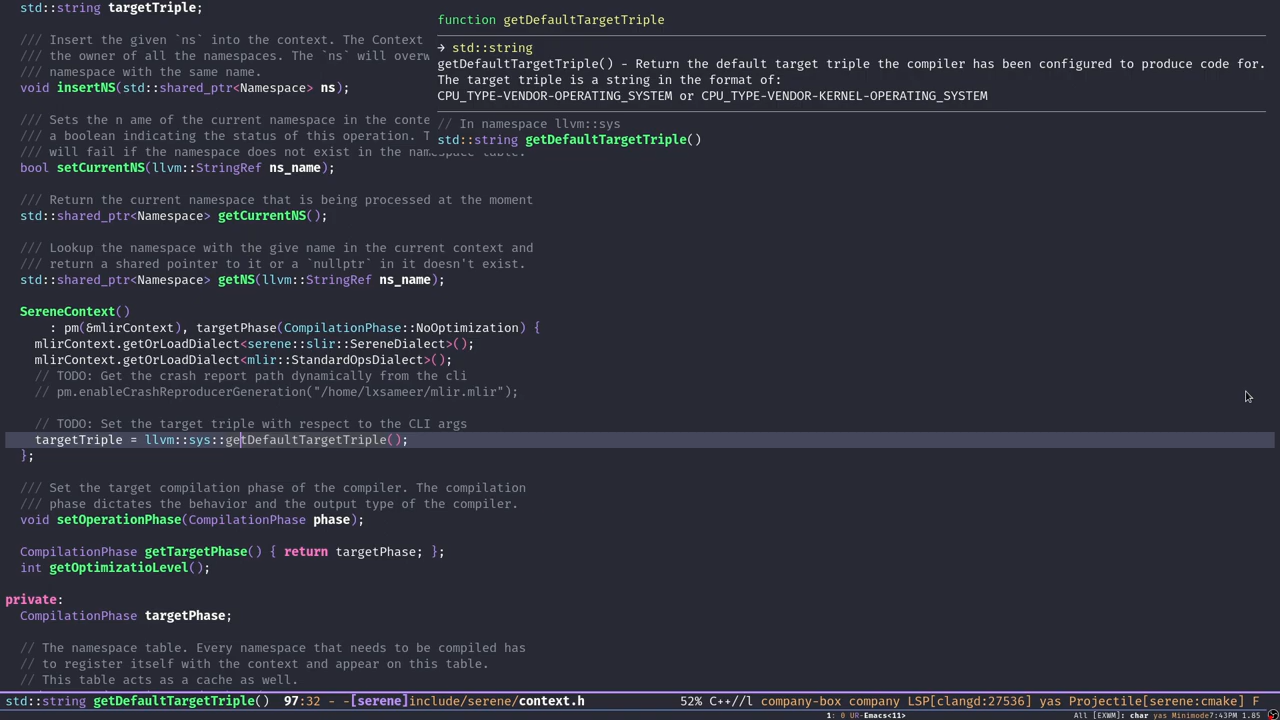 std::string targetTriple;
/// Insert the given `ns` into the context. The Context
/// the owner of all the namespaces. The `ns` will overw
/// namespace with the same name.
void insertNS(std::shared_ptr<Namespace> ns);
/// Sets the n ame of the current namespace in the conte
/// a boolean indicating the status of this operation. T
/// will fail if the namespace does not exist in the namespace table.
bool setCurrentNS(llvm::StringRef ns_name);
/// Return the current namespace that is being processed at the moment
std::shared_ptr<Namespace> getCurrentNS();
/// Lookup the namespace with the give name in the current context and
/// return a shared pointer to it or a `nullptr` in it doesn't exist.
std::shared_ptr<Namespace> getNS(llvm::StringRef ns_name);
SereneContext()
: pm(&mlirContext), targetPhase(CompilationPhase::NoOptimization) {
mlirContext.getOrLoadDialect<serene::slir::SereneDialect>();
mlirContext.getOrLoadDialect<mlir::StandardOpsDialect>();
// TODO: Get the crash report path dynamically from the cli
// pm.enableCrashReproducerGeneration("/home/lxsameer/mlir.mlir");
// TODO: Set the target triple with respect to the CLI args
targetTriple = llvm::sys::getDefaultTargetTriple();
};
/// Set the target compilation phase of the compiler. The compilation
/// phase dictates the behavior and the output type of the compiler.
void setOperationPhase(CompilationPhase phase);
CompilationPhase getTargetPhase() { return targetPhase; };
int getOptimizatioLevel();
private:
CompilationPhase targetPhase;
// The namespace table. Every namespace that needs to be compiled has
// to register itself with the context and appear on this table.
// This table acts as a cache as well.
function getDefaultTargetTriple
→ std::string
getDefaultTargetTriple() - Return the default target triple the compiler has been configured to produce code for.
The target triple is a string in the format of:
CPU_TYPE-VENDOR-OPERATING_SYSTEM or CPU_TYPE-VENDOR-KERNEL-OPERATING_SYSTEM
// In namespace llvm::sys
std::string getDefaultTargetTriple()
std::string getDefaultTargetTriple() 97:32 - -[serene]include/serene/context.h 52% C++//l company-box company LSP[clangd:27536] yas Projectile[serene:cmake] F
1: 0 UR-Emacs<11> All [EXWM]: char yas Minimode7:43PM 1.85